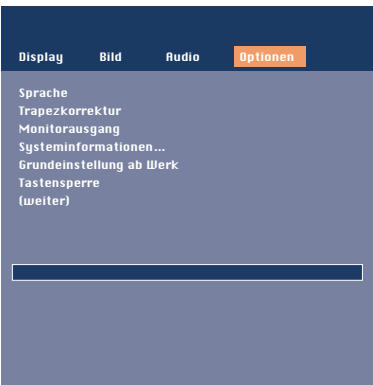 Display Bild Audio Optionen
Sprache
Trapezkorrektur
Monitorausgang
Systeminformationen...
Grundeinstellung ab Werk
Tastensperre
(weiter)